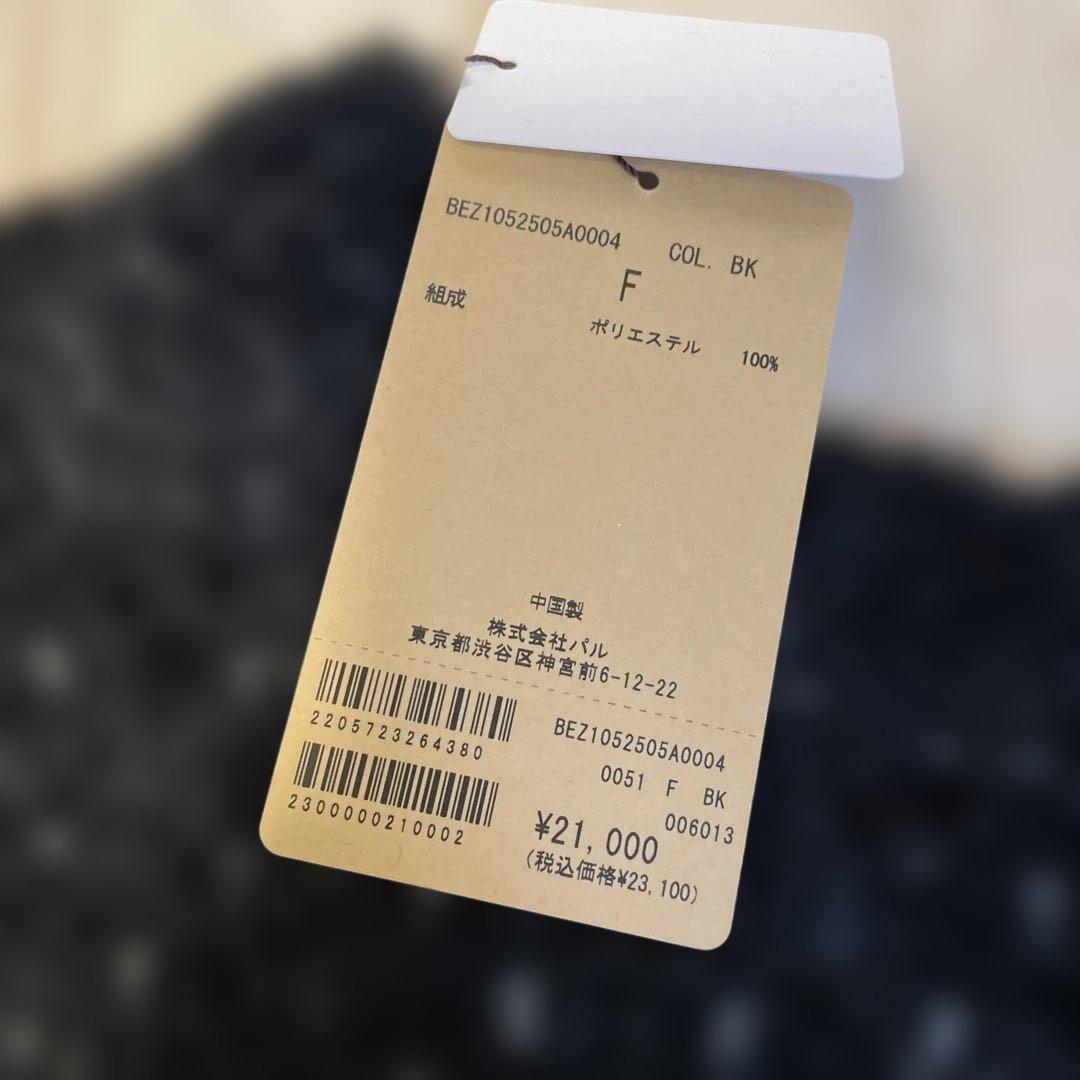 BEZ1052505A0004 COL. BK
F
組成
ポリエステル 100%
中国製
株式会社パル
東京都渋谷区神宮前6-12-22
2205723264380
BEZ1052505A0004
0051 F BK
2300000210002
006013
¥21,000
(税込価格¥23,100)